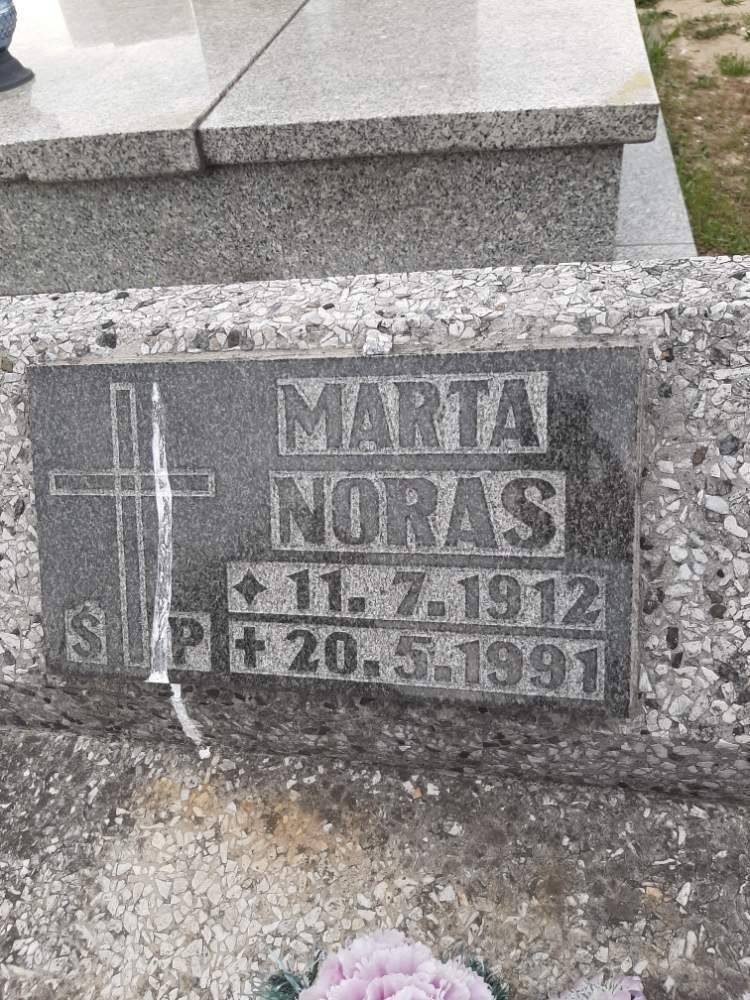 MARTA
NORAS
✦ 11. 7. 1912
Ś P ✝ 20. 5. 1991